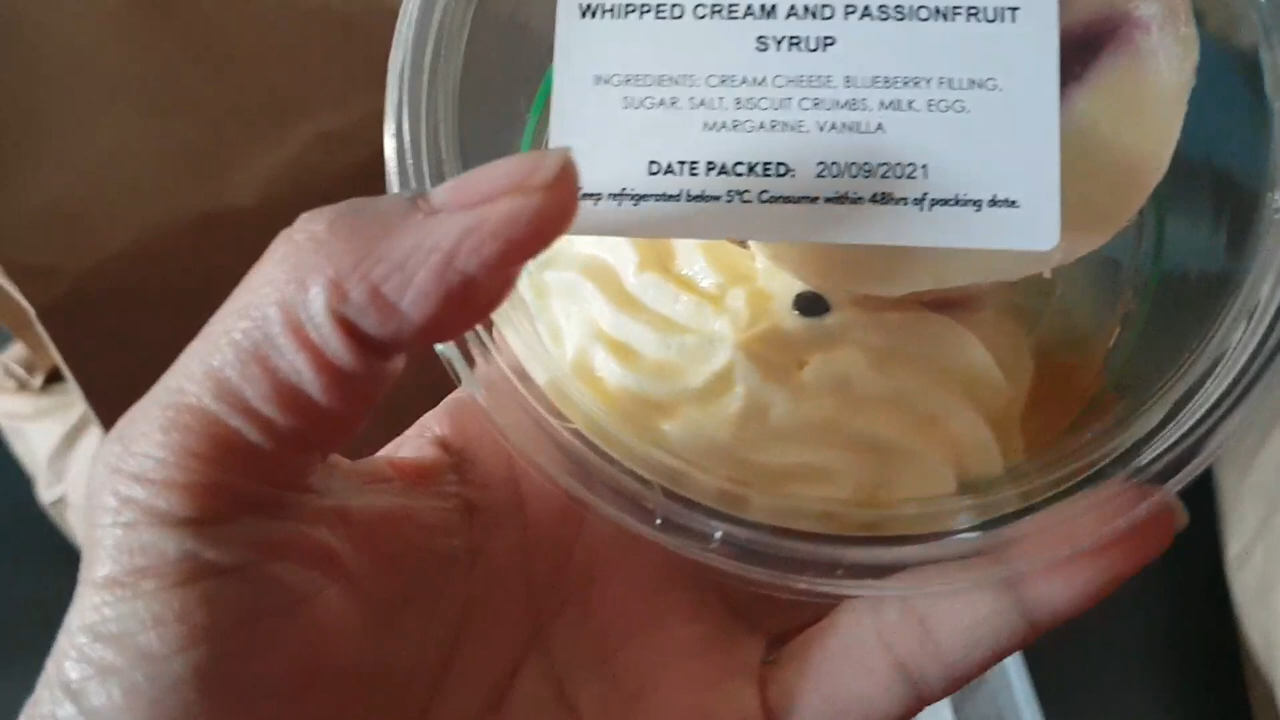 WHIPPED CREAM AND PASSIONFRUIT
SYRUP
INGREDIENTS: CREAM CHEESE, BLUEBERRY FILLING,
SUGAR, SALT, BISCUIT CRUMBS, MILK, EGG,
MARGARINE, VANILLA
DATE PACKED: 20/09/2021
Keep refrigerated below 5°C. Consume within 48hrs of packing date.